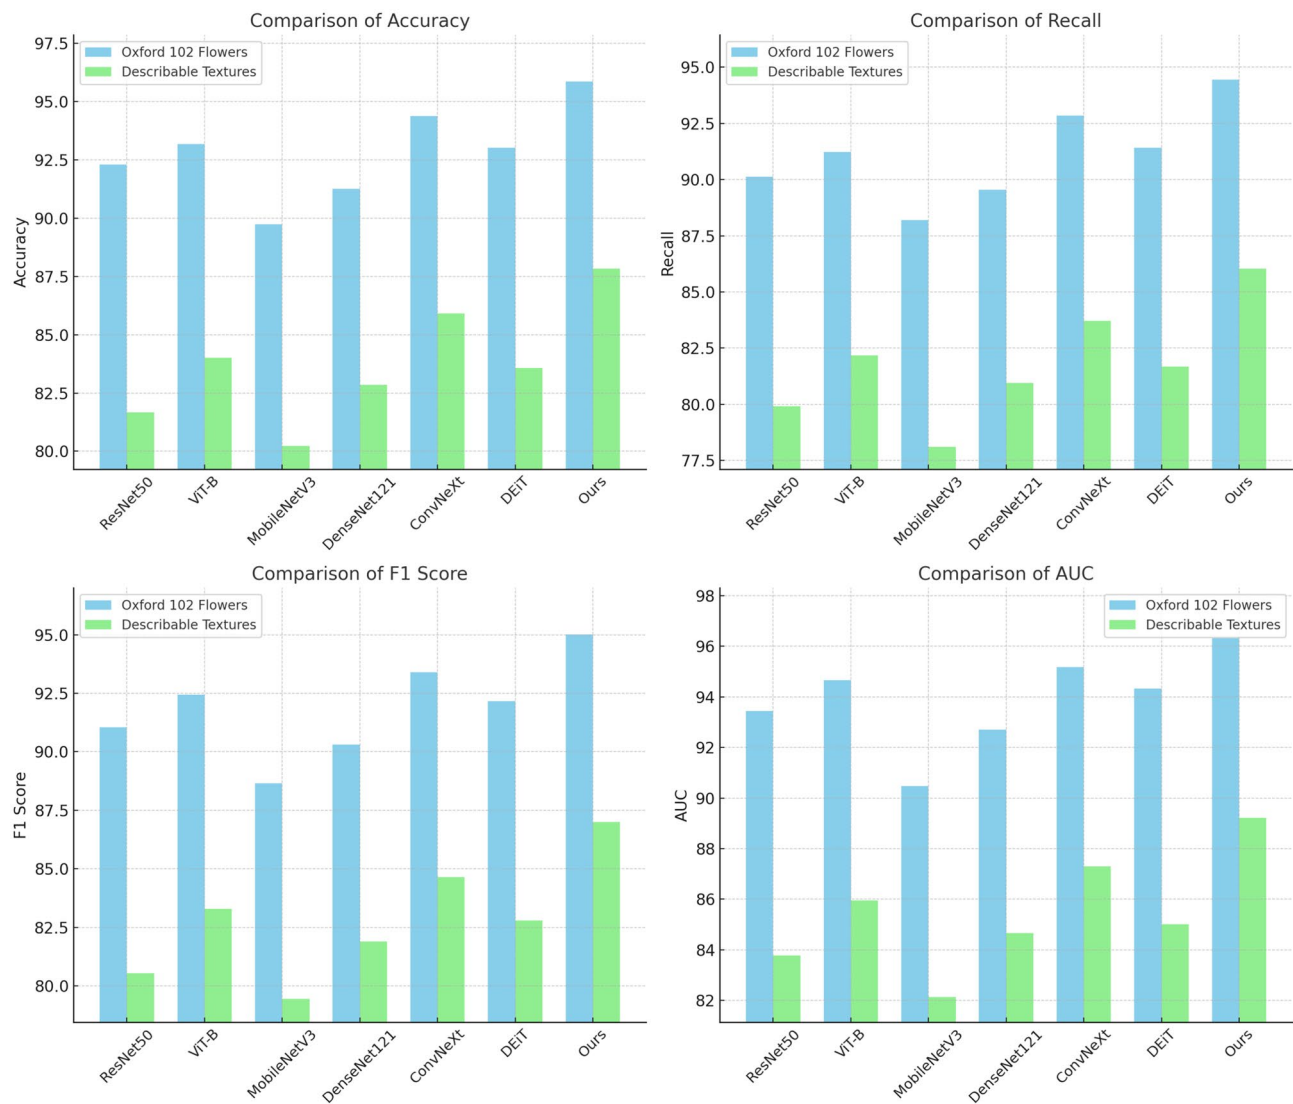 Comparison of Accuracy
Oxford 102 Flowers
Describable Textures
97.5
95.0
92.5
90.0
87.5
85.0
82.5
80.0
Accuracy
ResNet50
ViT-B
MobileNetV3
DenseNet121
ConvNeXt
DEiT
Ours
Comparison of Recall
Oxford 102 Flowers
Describable Textures
95.0
92.5
90.0
87.5
85.0
82.5
80.0
77.5
Recall
ResNet50
ViT-B
MobileNetV3
DenseNet121
ConvNeXt
DEiT
Ours
Comparison of F1 Score
Oxford 102 Flowers
Describable Textures
95.0
92.5
90.0
87.5
85.0
82.5
80.0
F1 Score
ResNet50
ViT-B
MobileNetV3
DenseNet121
ConvNeXt
DEiT
Ours
Comparison of AUC
Oxford 102 Flowers
Describable Textures
98
96
94
92
90
88
86
84
82
AUC
ResNet50
ViT-B
MobileNetV3
DenseNet121
ConvNeXt
DEiT
Ours